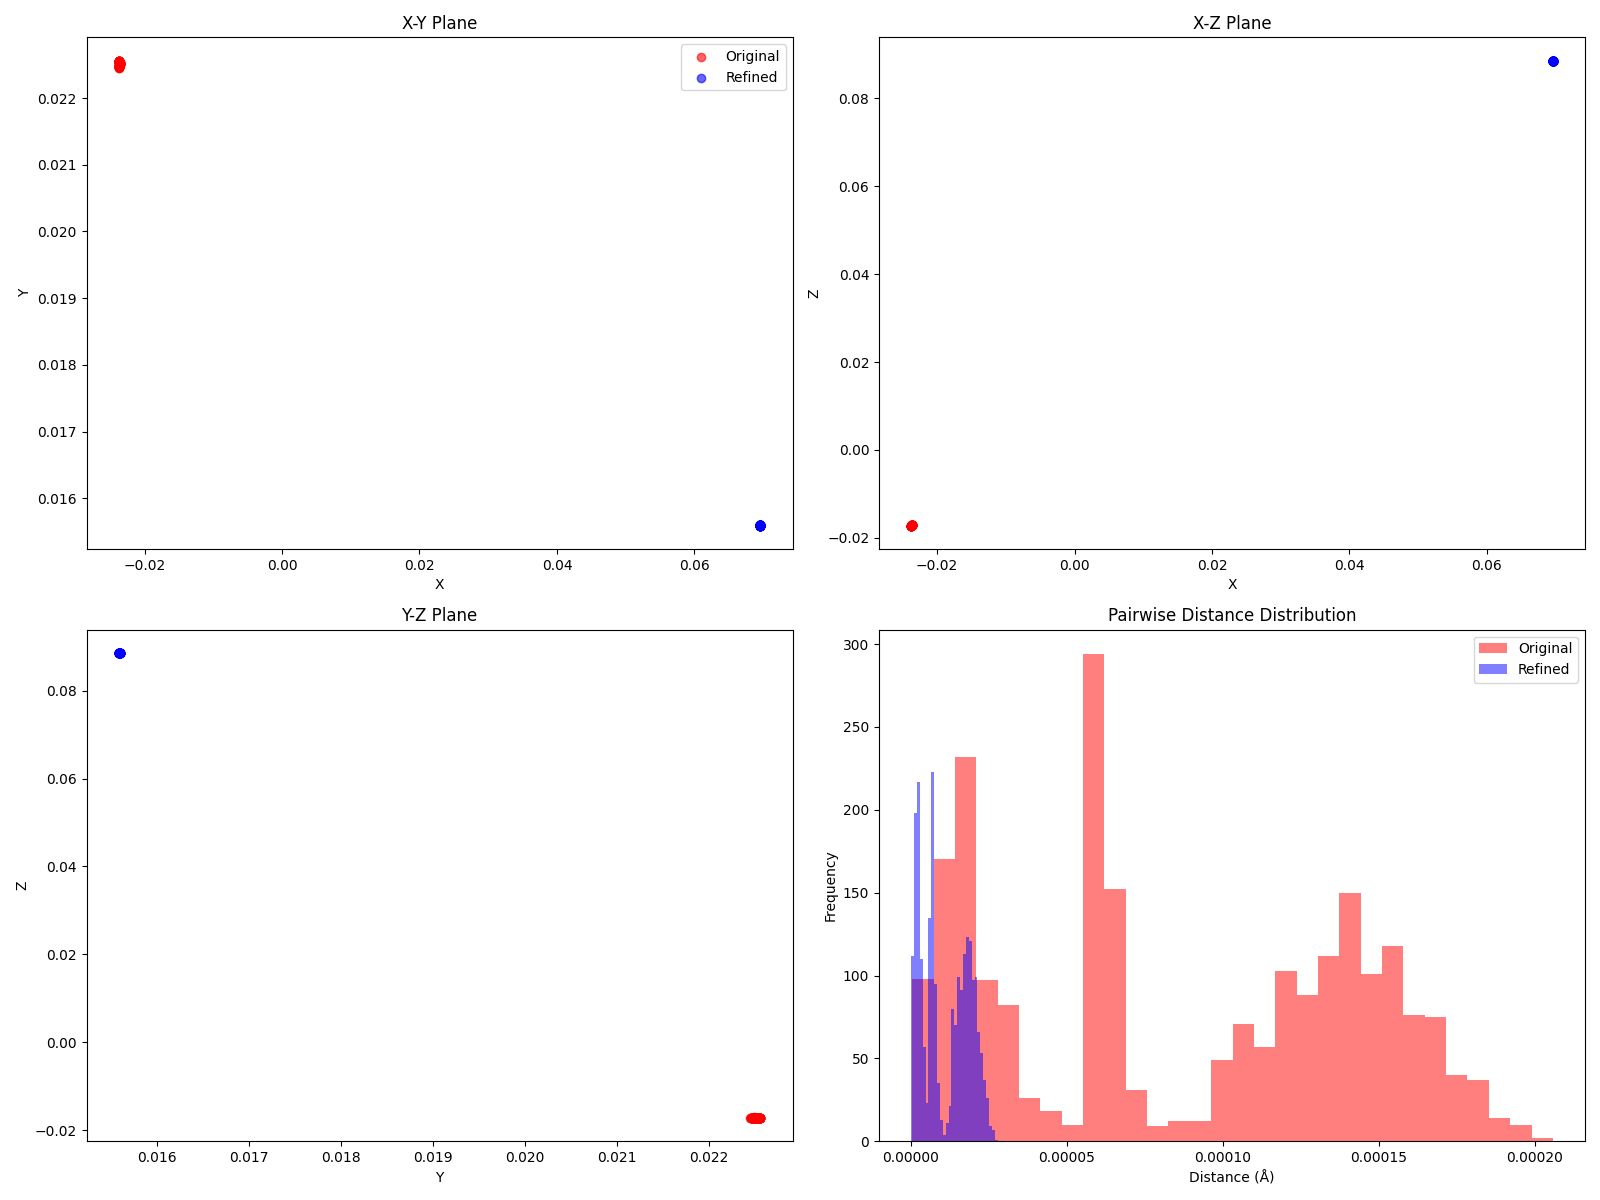 X-Y Plane
Original
Refined
0.022
0.021
0.020
0.019
0.018
0.017
0.016
Y
−0.02 0.00 0.02 0.04 0.06
X
X-Z Plane
0.08
0.06
0.04
0.02
0.00
−0.02
Z
−0.02 0.00 0.02 0.04 0.06
X
Y-Z Plane
0.08
0.06
0.04
0.02
0.00
−0.02
Z
0.016 0.017 0.018 0.019 0.020 0.021 0.022
Y
Pairwise Distance Distribution
Original
Refined
300
250
200
150
100
50
0
Frequency
0.00000 0.00005 0.00010 0.00015 0.00020
Distance (Å)